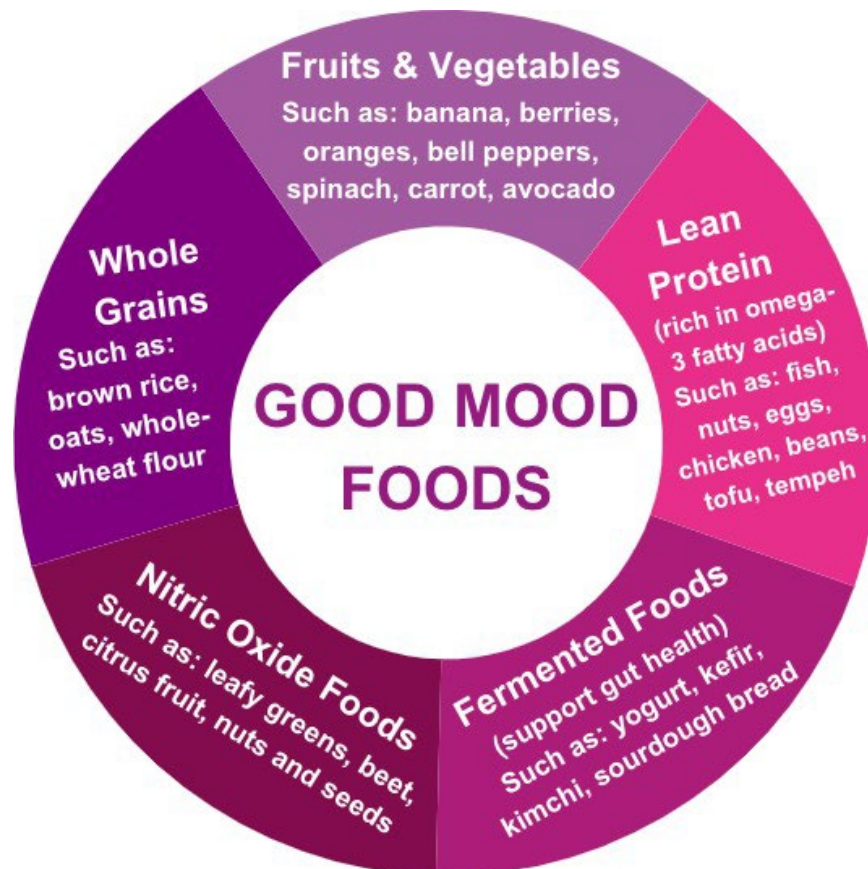 Fruits & Vegetables
Such as: banana, berries,
oranges, bell peppers,
spinach, carrot, avocado
Lean
Protein
(rich in omega-
3 fatty acids)
Such as: fish,
nuts, eggs,
chicken, beans,
tofu, tempeh
Fermented Foods
(support gut health)
Such as: yogurt, kefir,
kimchi, sourdough bread
Nitric Oxide Foods
Such as: leafy greens, beet,
citrus fruit, nuts and seeds
Whole
Grains
Such as:
brown rice,
oats, whole-
wheat flour
GOOD MOOD
FOODS